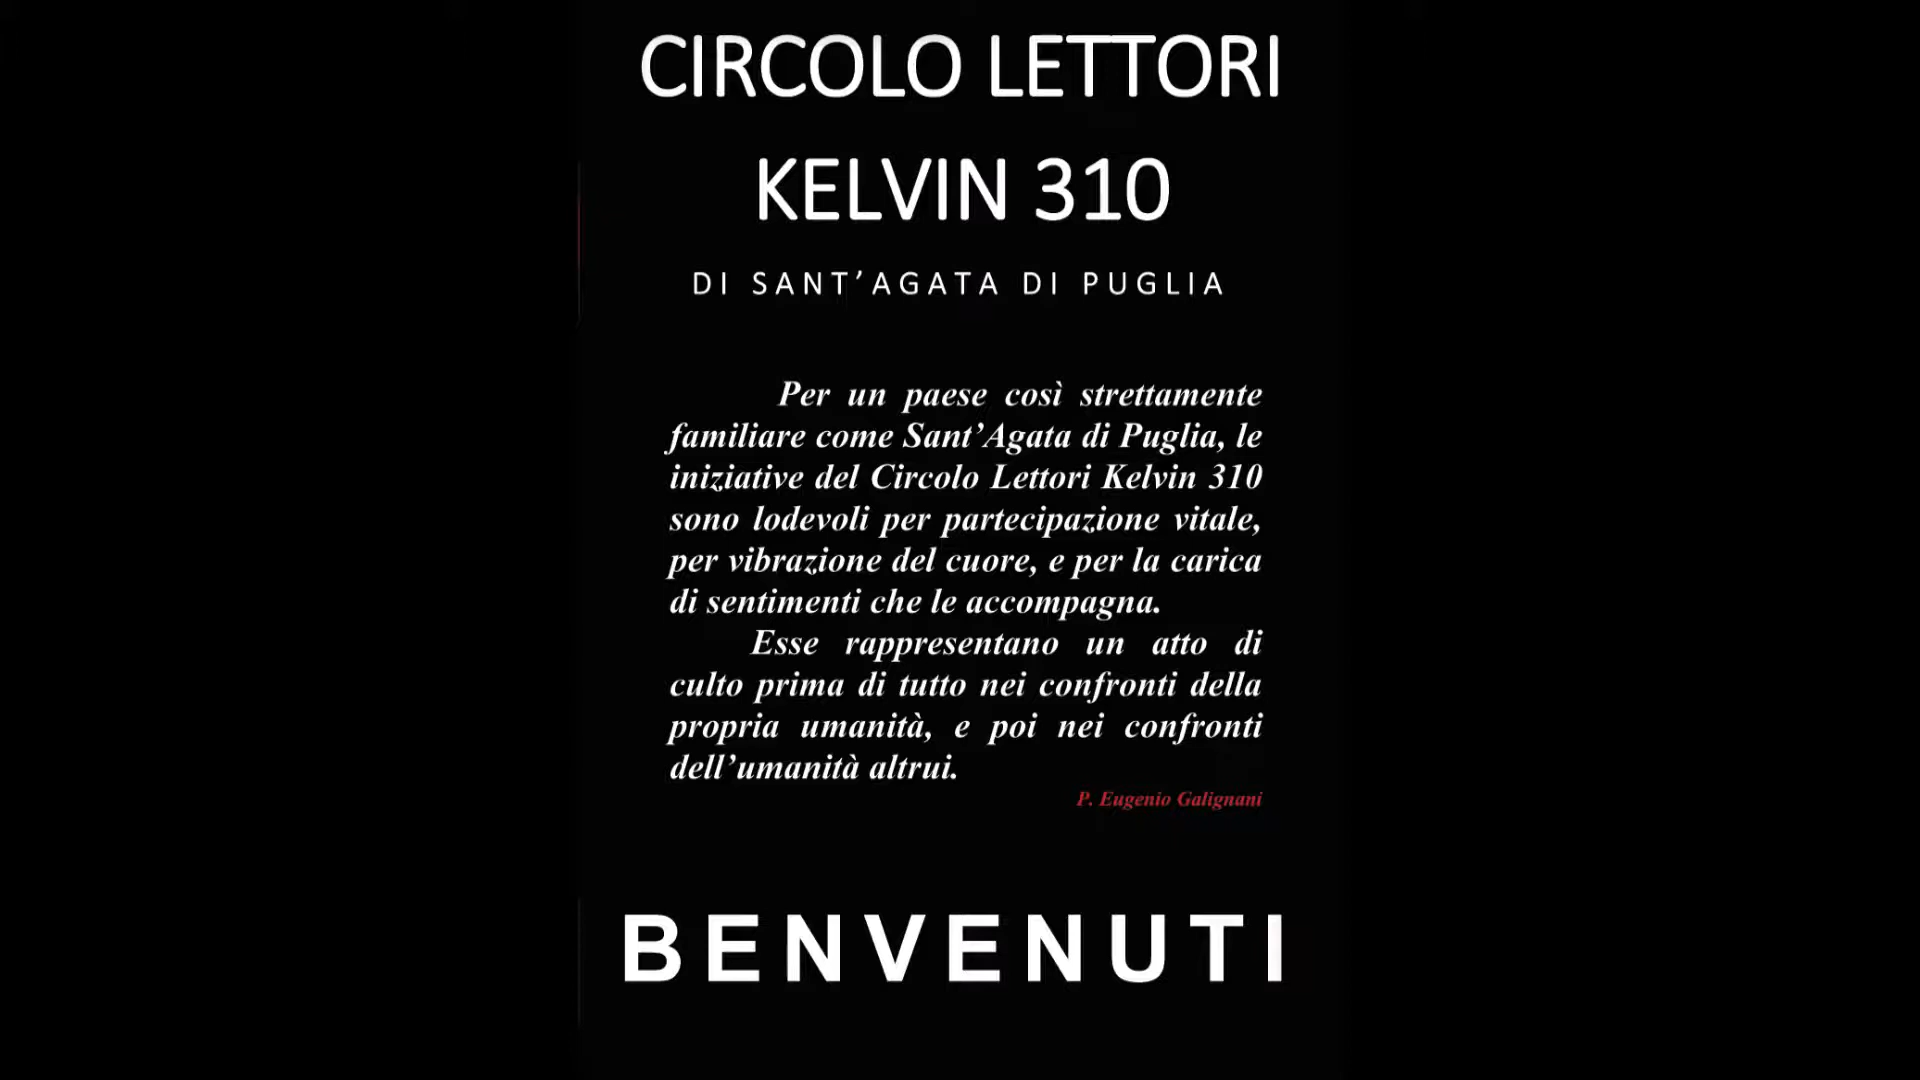 CIRCOLO LETTORI
KELVIN 310
DI SANT’AGATA DI PUGLIA
Per un paese così strettamente
familiare come Sant’Agata di Puglia, le
iniziative del Circolo Lettori Kelvin 310
sono lodevoli per partecipazione vitale,
per vibrazione del cuore, e per la carica
di sentimenti che le accompagna.
Esse rappresentano un atto di
culto prima di tutto nei confronti della
propria umanità, e poi nei confronti
dell’umanità altrui.
P. Eugenio Galignani
BENVENUTI